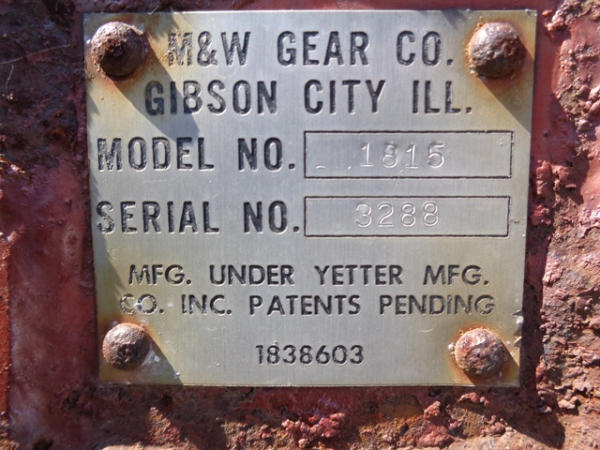 M&W GEAR CO.
GIBSON CITY ILL.
MODEL NO. 1815
SERIAL NO. 3288
MFG. UNDER YETTER MFG.
CO. INC. PATENTS PENDING
1838603